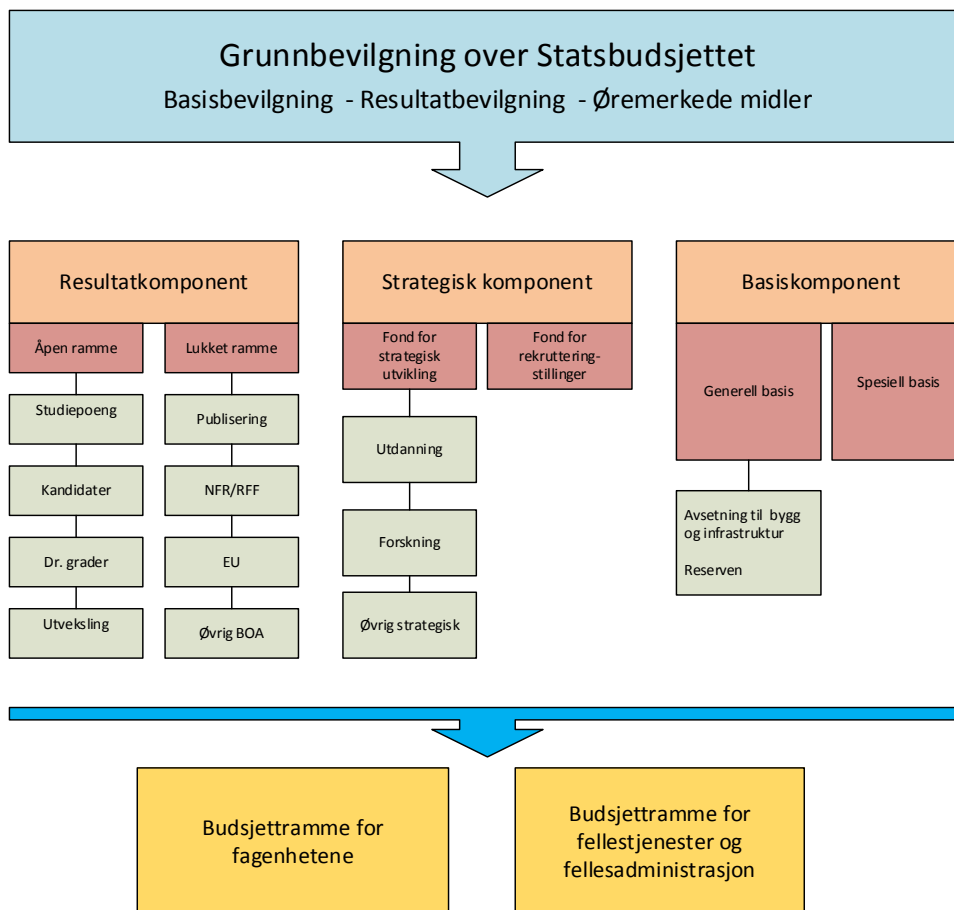 Grunnbevilgning over Statsbudsjettet
Basisbevilgning - Resultatbevilgning - Øremerkede midler
Resultatkomponent
Åpen ramme
Lukket ramme
Studiepoeng
Publisering
Kandidater
NFR/RFF
Dr. grader
EU
Utveksling
Øvrig BOA
Strategisk komponent
Fond for
strategisk
utvikling
Fond for
rekruttering-
stillinger
Utdanning
Forskning
Øvrig strategisk
Basiskomponent
Generell basis
Spesiell basis
Avsetning til bygg
og infrastruktur
Reserven
Budsjettramme for
fagenhetene
Budsjettramme for
fellestjenester og
fellesadministrasjon